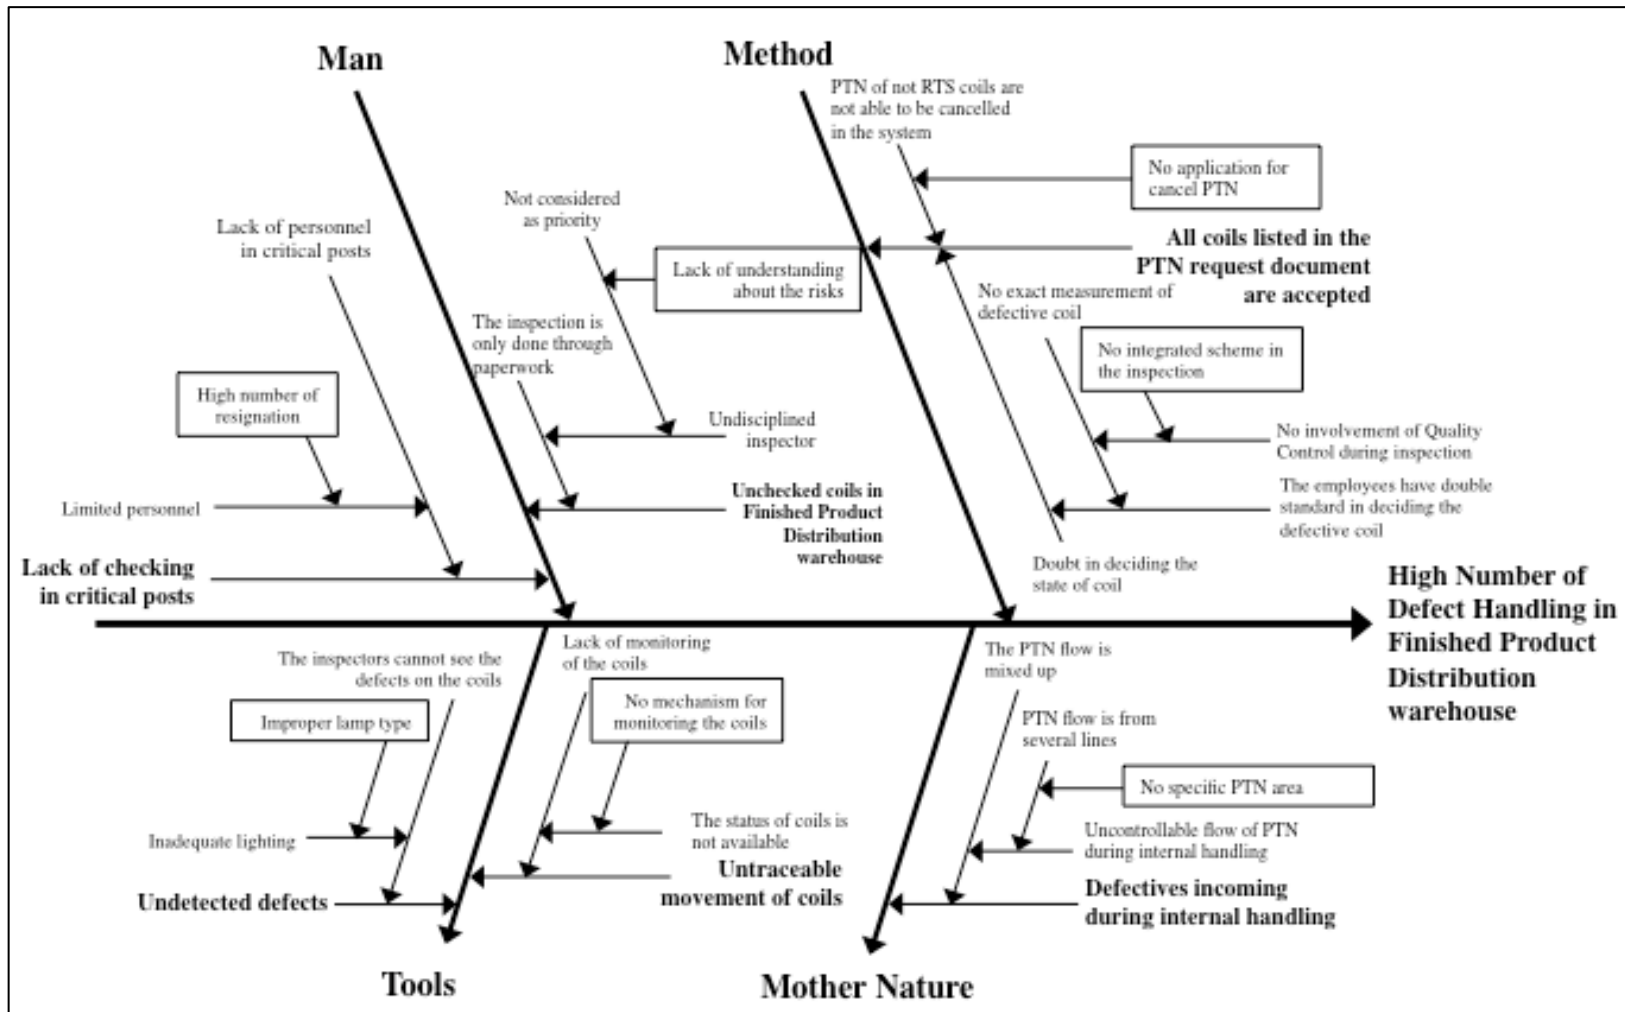 Man
Method
PTN of not RTS coils are
not able to be cancelled
in the system
No application for
cancel PTN
Not considered
as priority
Lack of personnel
in critical posts
All coils listed in the
PTN request document
are accepted
Lack of understanding
about the risks
No exact measurement of
defective coil
The inspection is
only done through
paperwork
No integrated scheme in
the inspection
High number of
resignation
Undisciplined
inspector
No involvement of Quality
Control during inspection
Limited personnel
Unchecked coils in
Finished Product
Distribution
warehouse
The employees have double
standard in deciding the
defective coil
Lack of checking
in critical posts
Doubt in deciding the
state of coil
High Number of
Defect Handling in
Finished Product
Distribution
warehouse
The inspectors cannot see the
defects on the coils
Lack of monitoring
of the coils
The PTN flow is
mixed up
Improper lamp type
No mechanism for
monitoring the coils
PTN flow is from
several lines
No specific PTN area
Inadequate lighting
The status of coils is
not available
Uncontrollable flow of PTN
during internal handling
Undetected defects
Untraceable
movement of coils
Defectives incoming
during internal handling
Tools
Mother Nature